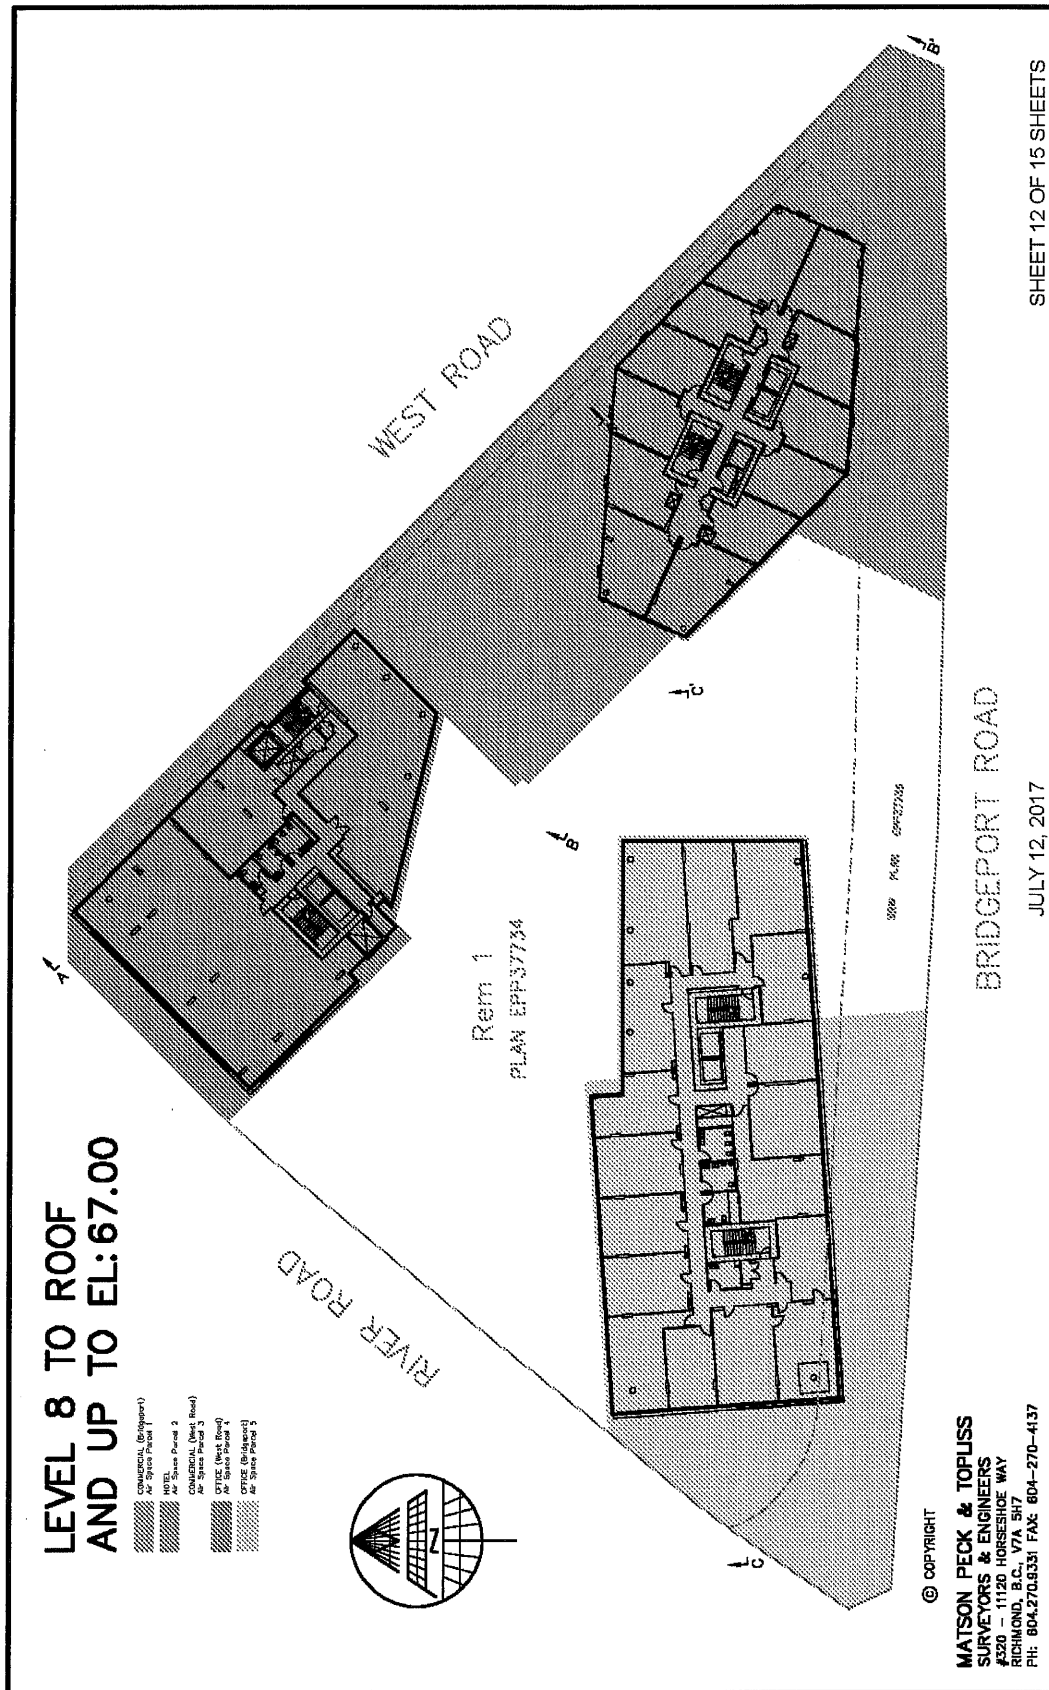 LEVEL 8 TO ROOF
AND UP TO EL:67.00
COMMERCIAL (Bridgeport)
Air Space Parcel 1
HOTEL
Air Space Parcel 2
COMMERCIAL (West Road)
Air Space Parcel 3
OFFICE (West Road)
Air Space Parcel 4
OFFICE (Bridgeport)
Air Space Parcel 5
Z
RIVER ROAD
WEST ROAD
A
B
B'
C
C'
Rem 1
PLAN EPP37734
SRW PLAN EPP37735
BRIDGEPORT ROAD
© COPYRIGHT
MATSON PECK & TOPLISS
SURVEYORS & ENGINEERS
#320 - 11120 HORSESHOE WAY
RICHMOND, B.C., V7A 5H7
PH: 604.270.9331 FAX: 604-270-4137
JULY 12, 2017
SHEET 12 OF 15 SHEETS